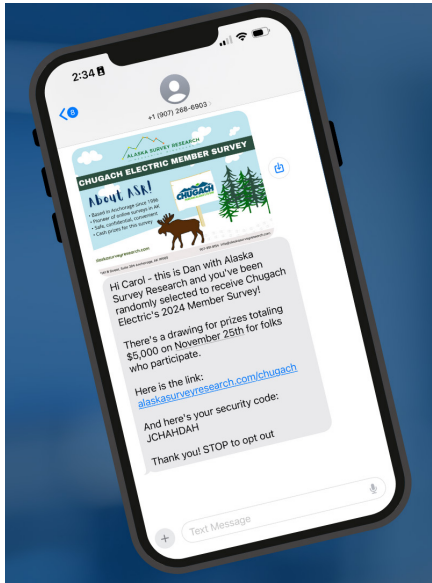 2:34
8
+1 (907) 268-6903
ALASKA SURVEY RESEARCH
CHUGACH ELECTRIC MEMBER SURVEY
About ASR!
• Based in Anchorage since 1996
• Pioneer of online surveys in AK
• Safe, confidential, convenient
• Cash prizes for this survey
CHUGACH
alaskasurveyresearch.com
Hi Carol - this is Dan with Alaska
Survey Research and you've been
randomly selected to receive Chugach
Electric's 2024 Member Survey!
There's a drawing for prizes totaling
$5,000 on November 25th for folks
who participate.
Here is the link:
alaskasurveyresearch.com/chugach
And here's your security code:
JCHAHDAH
Thank you! STOP to opt out
Text Message